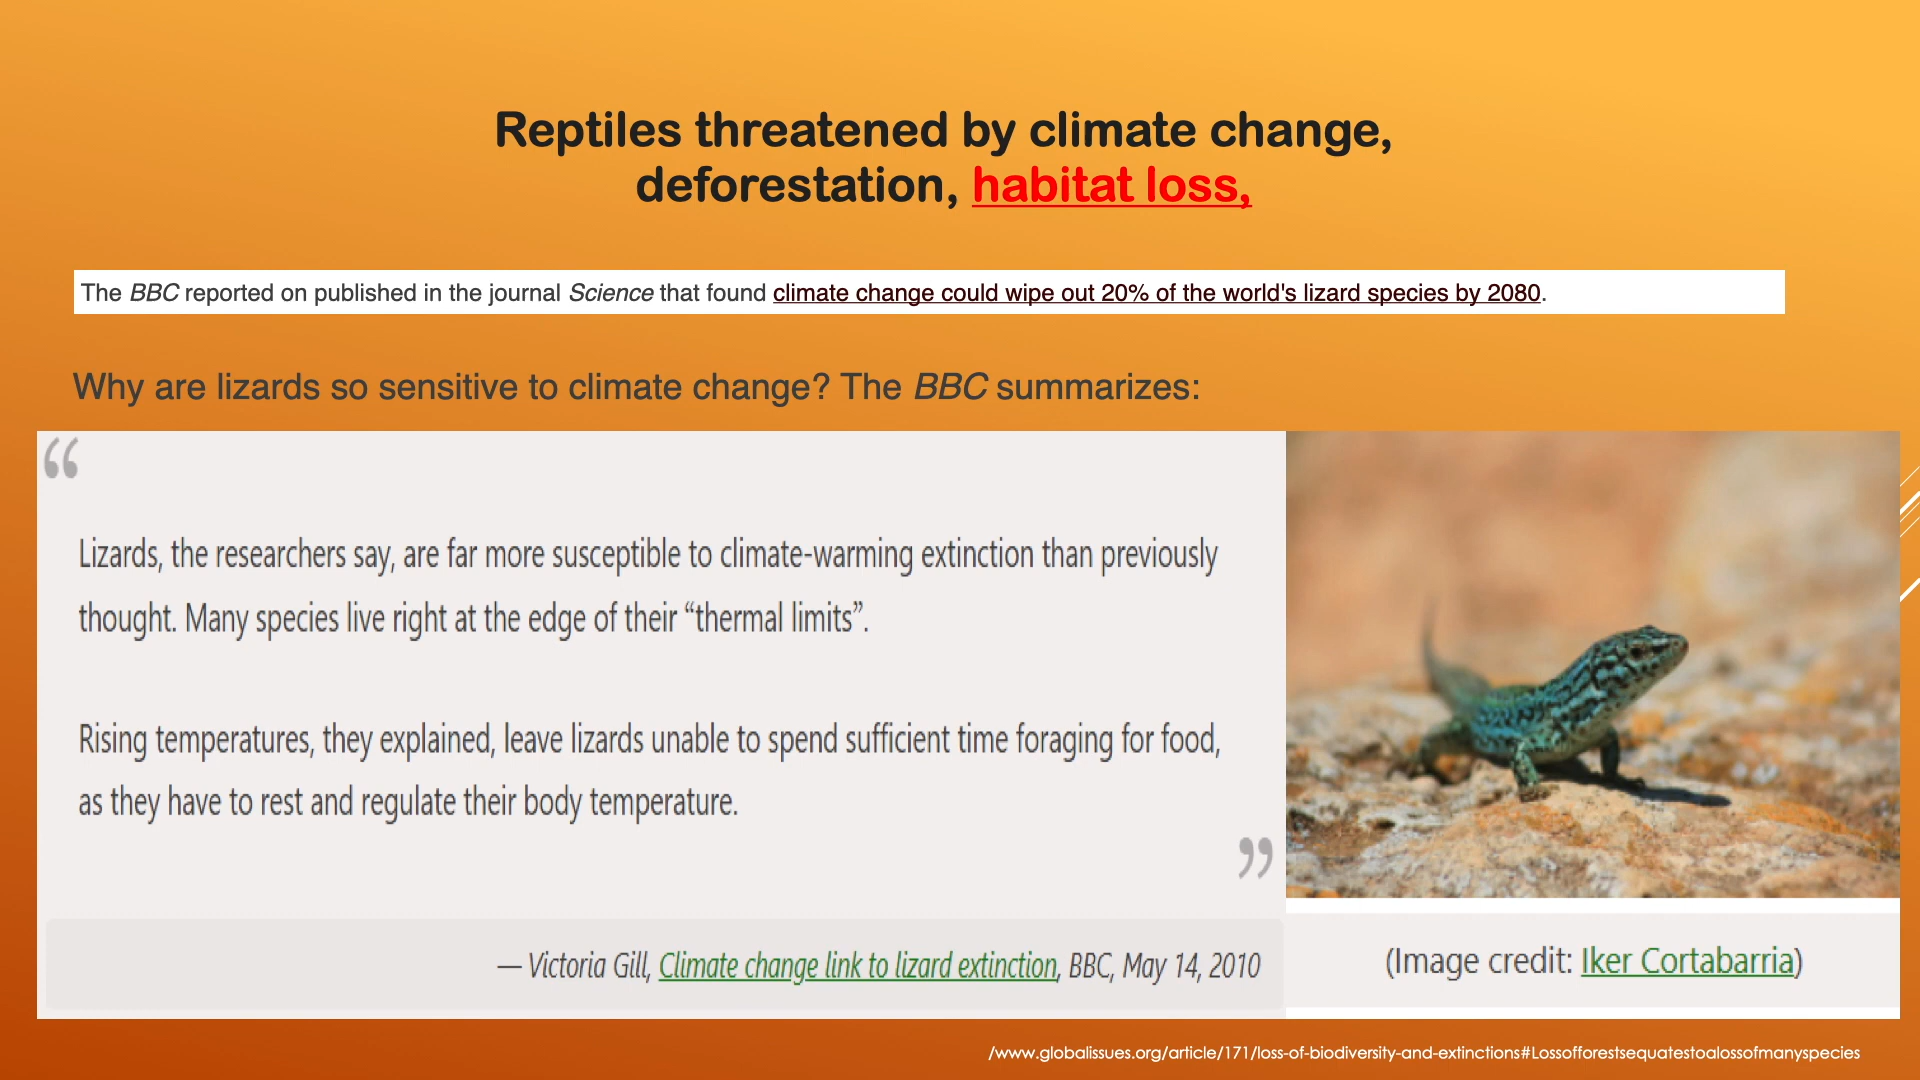 Reptiles threatened by climate change,
deforestation, habitat loss,
The BBC reported on published in the journal Science that found climate change could wipe out 20% of the world's lizard species by 2080.
Why are lizards so sensitive to climate change? The BBC summarizes:
“
Lizards, the researchers say, are far more susceptible to climate-warming extinction than previously
thought. Many species live right at the edge of their “thermal limits”.
Rising temperatures, they explained, leave lizards unable to spend sufficient time foraging for food,
as they have to rest and regulate their body temperature.
”
— Victoria Gill, Climate change link to lizard extinction, BBC, May 14, 2010
(Image credit: Iker Cortabarria)
/www.globalissues.org/article/171/loss-of-biodiversity-and-extinctions#Lossofforestsequatestoalossofmanyspecies